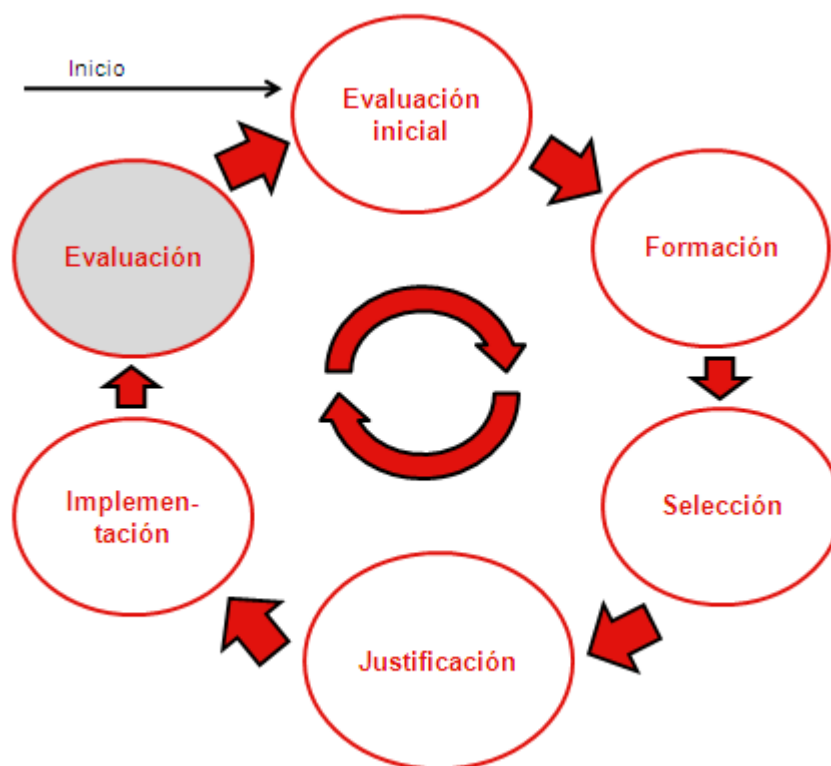 Inicio
Evaluación
inicial
Formación
Selección
Justificación
Implemen-
tación
Evaluación